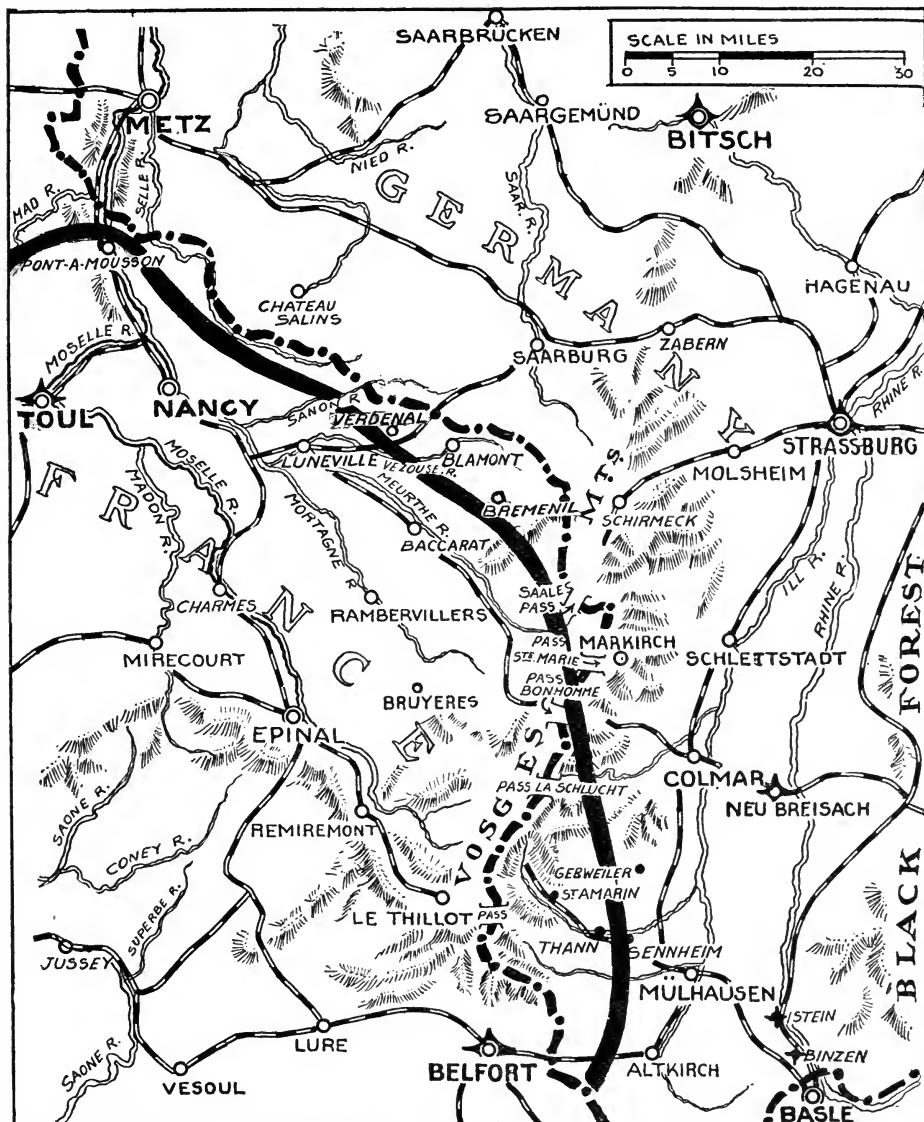 SAARBRÜCKEN
SCALE IN MILES
0 5 10 20 30
METZ
SAARGEMÜND
BITSCH
NIED R.
SELLE R.
MAD R.
SAAR. R.
GERMANY
PONT-A-MOUSSON
CHATEAU
SALINS
HAGENAU
MOSELLE R.
SAARBURG
ZABERN
RHINE R.
TOUL
NANCY
SANON R.
VERDENAL
STRASSBURG
LUNEVILLE
VEZOUSE R.
BLAMONT
MOLSHEIM
MOSELLE R.
MADON R.
MEURTHE R.
MORTAGNE R.
BREMENIL
MTS.
SCHIRMECK
BACCARAT
FRANCE
ILL R.
RHINE R.
CHARMES
RAMBERVILLERS
SAALES
PASS
PASS
STE. MARIE
MARKIRCH
SCHLETTSTADT
MIRECOURT
PASS
BONHOMME
BRUYERES
EPINAL
VOSGES
COLMAR
NEU BREISACH
PASS LA SCHLUCHT
SAONE R.
REMIREMONT
CONEY R.
GEBWEILER
ST. AMARIN
SUPERBE R.
LE THILLOT
PASS
THANN
SENNHEIM
JUSSEY
MÜLHAUSEN
BLACK FOREST
ISTEIN
LURE
BINZEN
SAONE R.
VESOUL
BELFORT
ALTKIRCH
BASLE